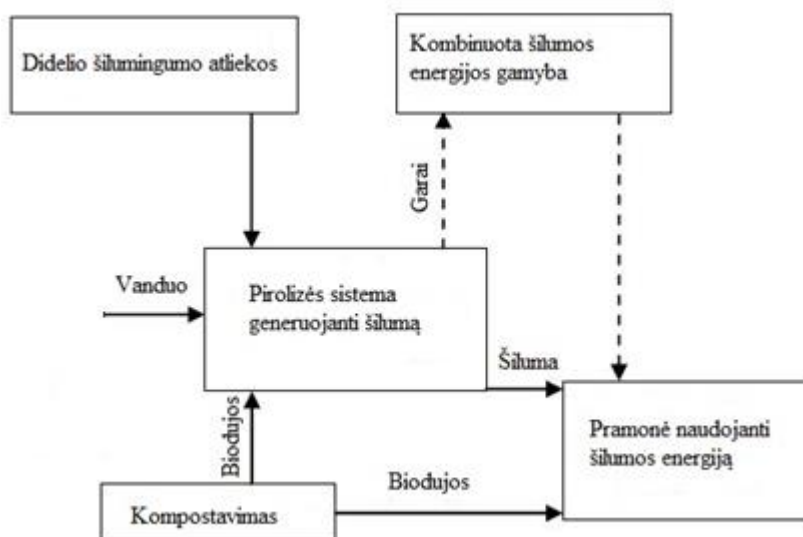 Didelio šilumingumo atliekos
Kombinuota šilumos
energijos gamyba
Garai
Vanduo
Pirolizės sistema
generuojanti šilumą
Šiluma
Biodujos
Pramonė naudojanti
šilumos energiją
Biodujos
Kompostavimas